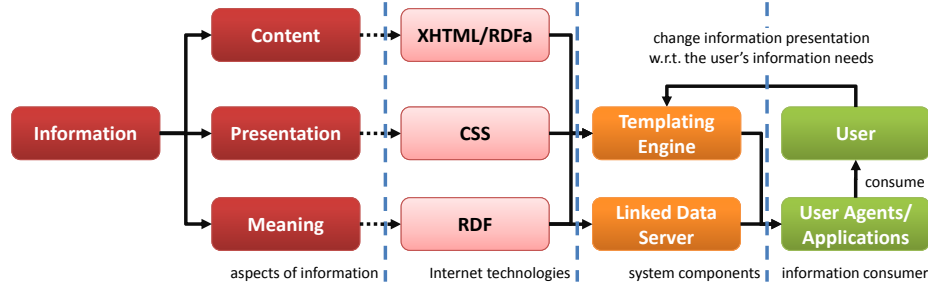 Content
XHTML/RDFa
change information presentation
w.r.t. the user's information needs
Information
Presentation
CSS
Templating
Engine
User
consume
Meaning
RDF
Linked Data
Server
User Agents/
Applications
aspects of information
Internet technologies
system components
information consumer